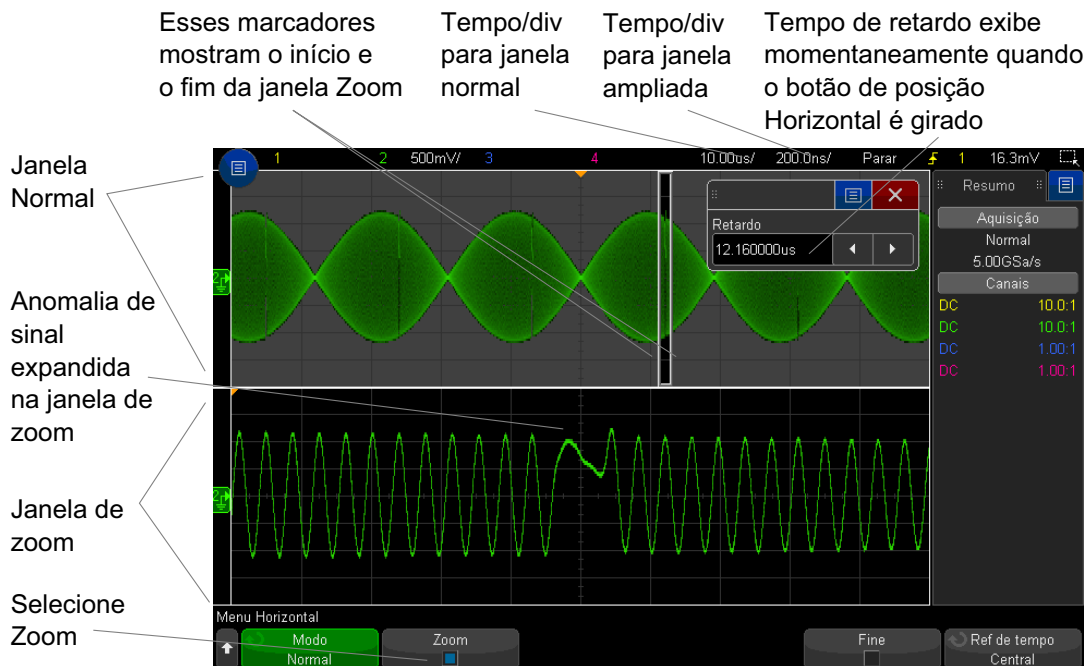 Esses marcadores
mostram o início e
o fim da janela Zoom
Tempo/div
para janela
normal
Tempo/div
para janela
ampliada
Tempo de retardo exibe
momentaneamente quando
o botão de posição
Horizontal é girado
Janela
Normal
1 2 500mV/ 3 4 10.00us/ 200.0ns/ Parar 1 16.3mV
Retardo
12.160000us
Resumo
Aquisição
Normal
5.00GSa/s
Canais
DC 10.0:1
DC 10.0:1
DC 1.00:1
DC 1.00:1
2
Anomalia de
sinal
expandida
na janela de
zoom
2
Janela de
zoom
Selecione
Zoom
Menu Horizontal
Modo
Normal
Zoom
Fine
Ref de tempo
Central